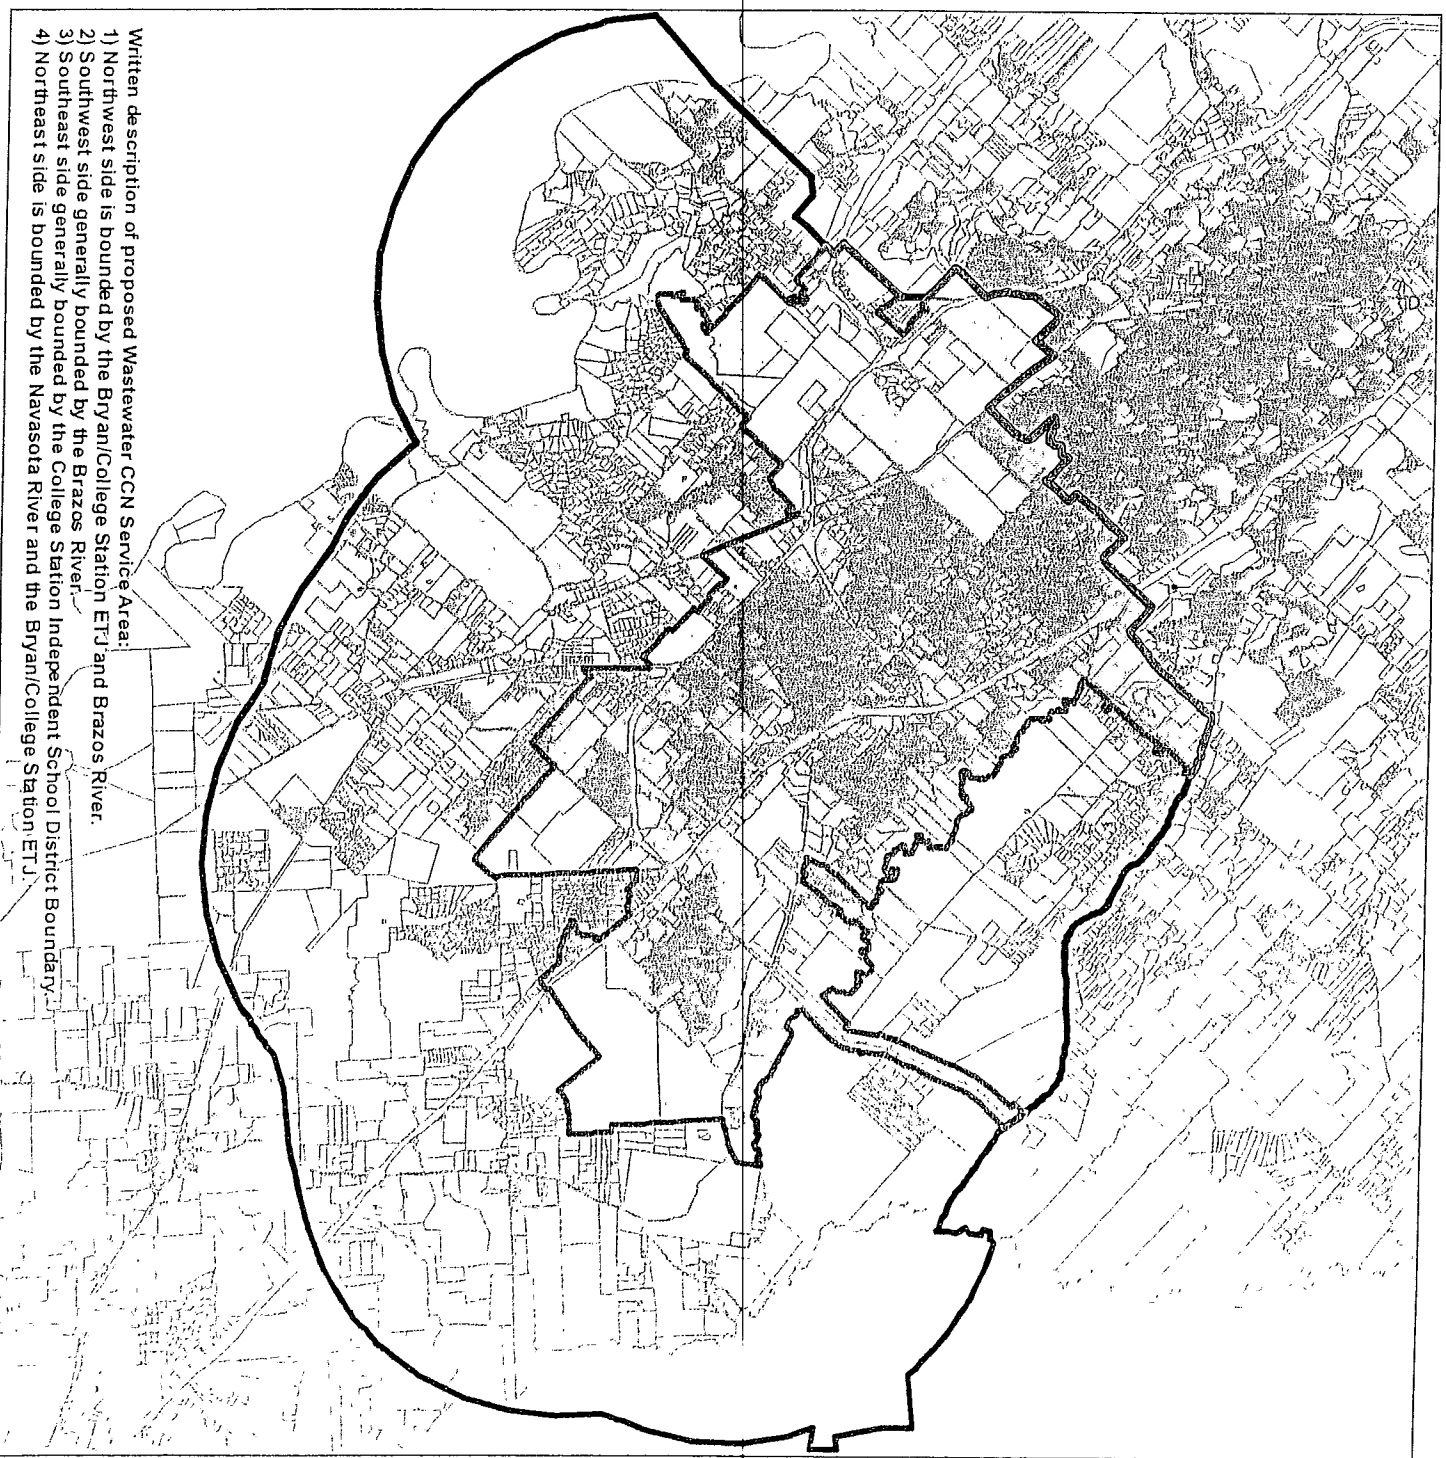 Written description of proposed Wastewater CCN Service Area:
1) Northwest side is bounded by the Bryan/College Station ETJ and Brazos River.
2) Southwest side generally bounded by the Brazos River.
3) Southeast side generally bounded by the College Station Independent School District Boundary.
4) Northeast side is bounded by the Navasota River and the Bryan/College Station ETJ.